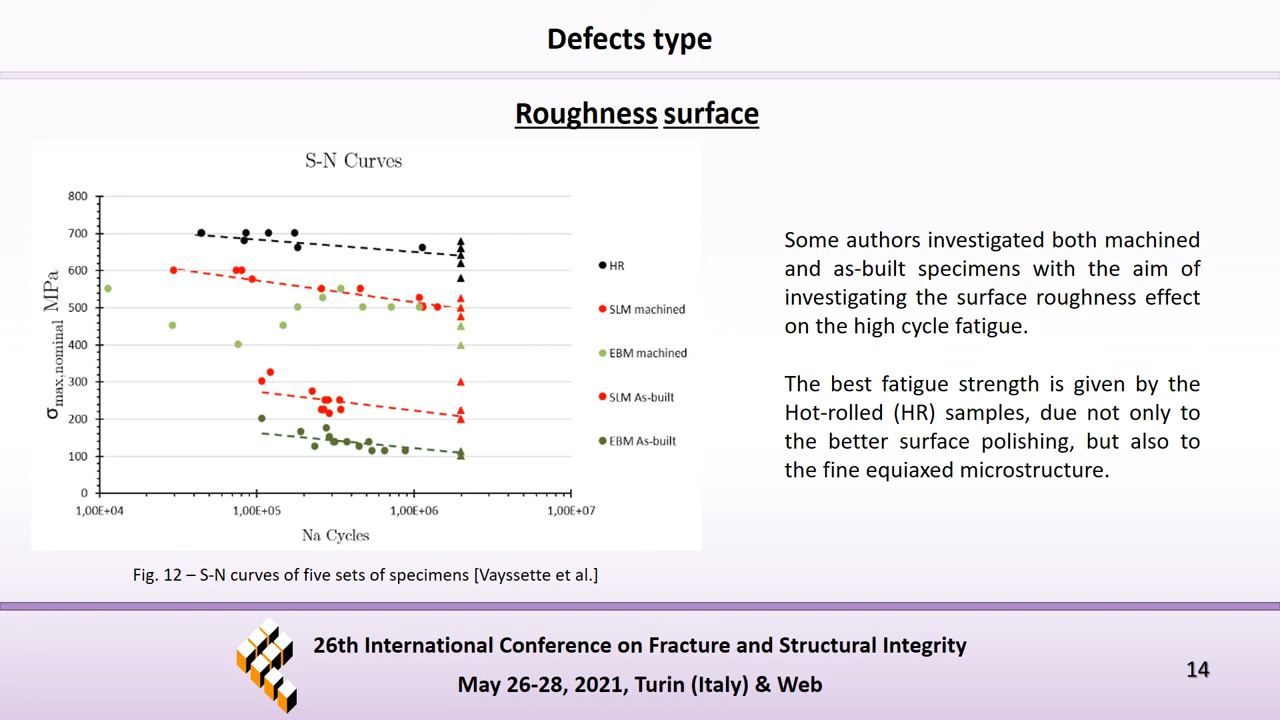 Defects type
Roughness surface
S-N Curves
800
700
600
500
400
300
200
100
0
σmax,nominal MPa
1,00E+04
1,00E+05
1,00E+06
1,00E+07
Na Cycles
HR
SLM machined
EBM machined
SLM As-built
EBM As-built
Fig. 12 – S-N curves of five sets of specimens [Vayssette et al.]
Some authors investigated both machined
and as-built specimens with the aim of
investigating the surface roughness effect
on the high cycle fatigue.
The best fatigue strength is given by the
Hot-rolled (HR) samples, due not only to
the better surface polishing, but also to
the fine equiaxed microstructure.
26th International Conference on Fracture and Structural Integrity
May 26-28, 2021, Turin (Italy) & Web
14